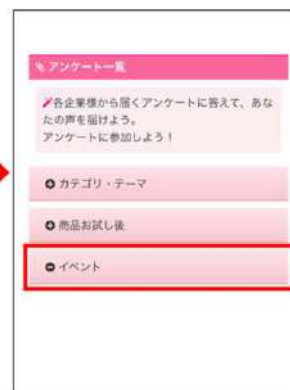 アンケート一覧
各企業様から届くアンケートに答えて、あな
たの声を届けよう。
アンケートに参加しよう！
カテゴリ・テーマ
商品お試し後
イベント